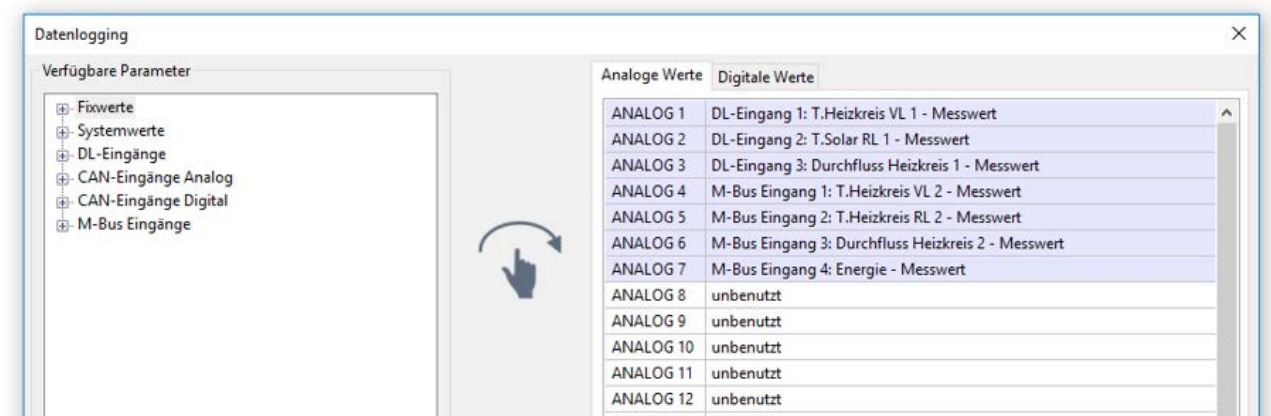 Datenlogging
Verfügbare Parameter
Fixwerte
Systemwerte
DL-Eingänge
CAN-Eingänge Analog
CAN-Eingänge Digital
M-Bus Eingänge
Analoge Werte Digitale Werte
ANALOG 1 DL-Eingang 1: T.Heizkreis VL 1 - Messwert
ANALOG 2 DL-Eingang 2: T.Solar RL 1 - Messwert
ANALOG 3 DL-Eingang 3: Durchfluss Heizkreis 1 - Messwert
ANALOG 4 M-Bus Eingang 1: T.Heizkreis VL 2 - Messwert
ANALOG 5 M-Bus Eingang 2: T.Heizkreis RL 2 - Messwert
ANALOG 6 M-Bus Eingang 3: Durchfluss Heizkreis 2 - Messwert
ANALOG 7 M-Bus Eingang 4: Energie - Messwert
ANALOG 8 unbenutzt
ANALOG 9 unbenutzt
ANALOG 10 unbenutzt
ANALOG 11 unbenutzt
ANALOG 12 unbenutzt